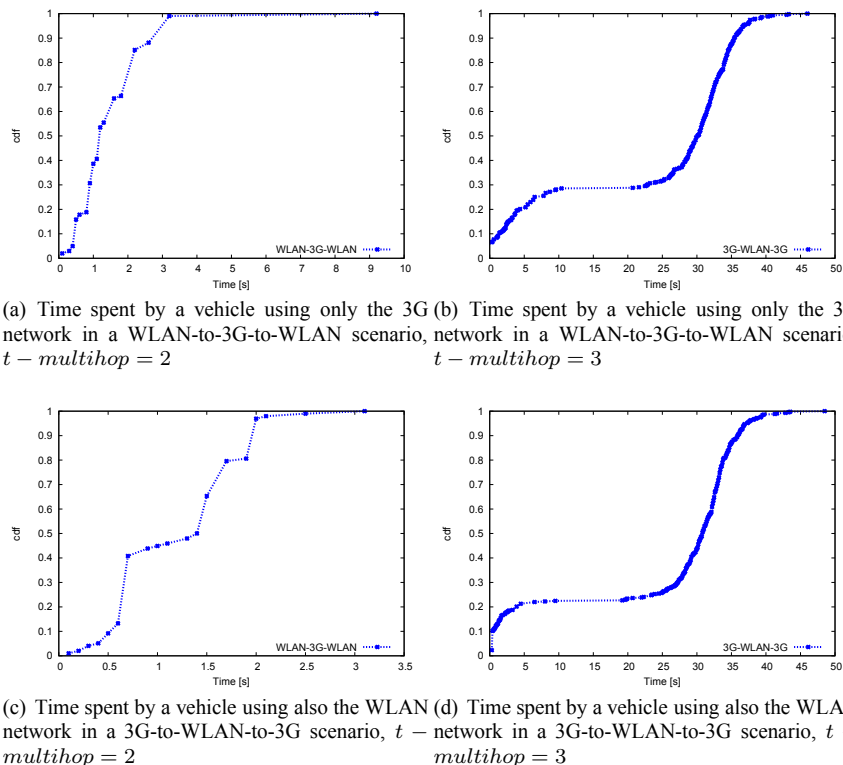 1
0.9
0.8
0.7
0.6
0.5
0.4
0.3
0.2
0.1
0
cdf
0 1 2 3 4 5 6 7 8 9 10
Time [s]
WLAN-3G-WLAN
1
0.9
0.8
0.7
0.6
0.5
0.4
0.3
0.2
0.1
0
cdf
0 5 10 15 20 25 30 35 40 45 50
Time [s]
3G-WLAN-3G
(a) Time spent by a vehicle using only the 3G
network in a WLAN-to-3G-to-WLAN scenario,
t − multihop = 2
(b) Time spent by a vehicle using only the 3
network in a WLAN-to-3G-to-WLAN scenari
t − multihop = 3
1
0.9
0.8
0.7
0.6
0.5
0.4
0.3
0.2
0.1
0
cdf
0 0.5 1 1.5 2 2.5 3 3.5
Time [s]
WLAN-3G-WLAN
1
0.9
0.8
0.7
0.6
0.5
0.4
0.3
0.2
0.1
0
cdf
0 5 10 15 20 25 30 35 40 45 50
Time [s]
3G-WLAN-3G
(c) Time spent by a vehicle using also the WLAN
network in a 3G-to-WLAN-to-3G scenario, t −
multihop = 2
(d) Time spent by a vehicle using also the WLA
network in a 3G-to-WLAN-to-3G scenario, t
multihop = 3